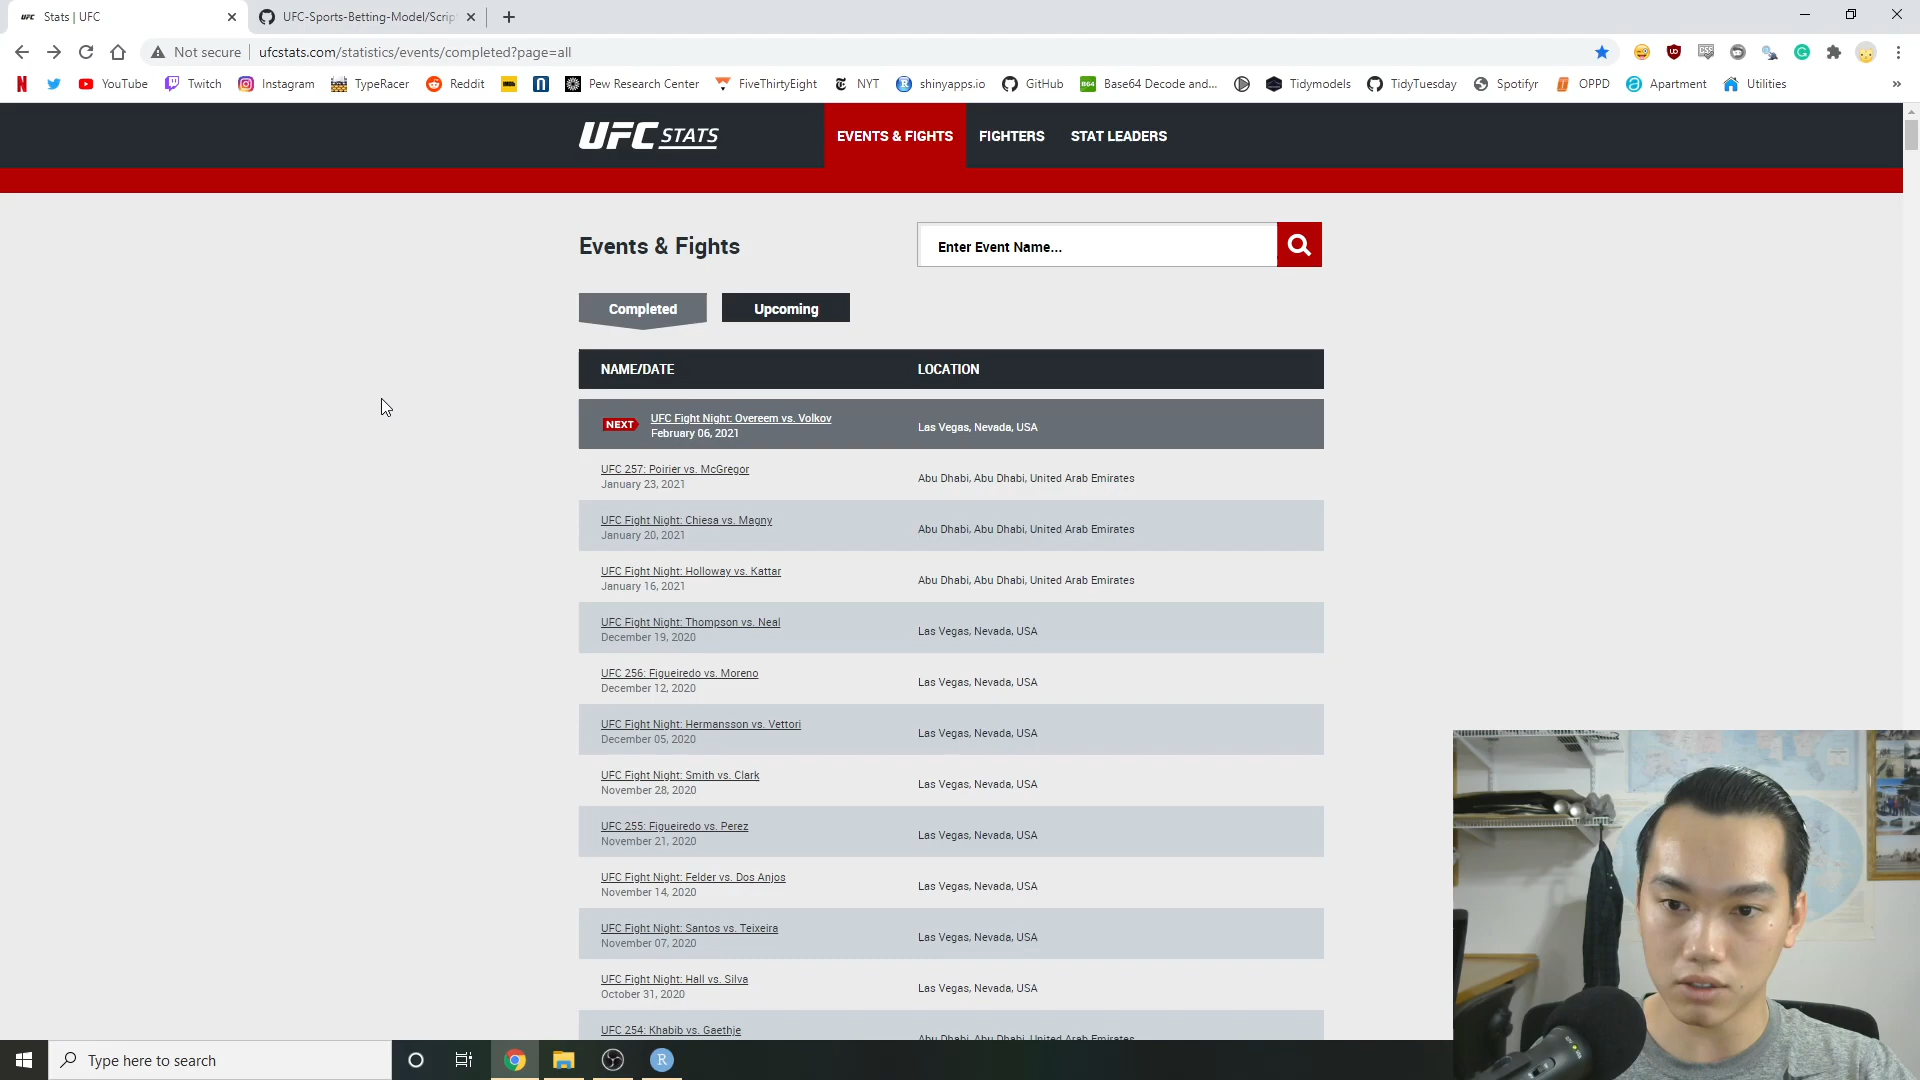 UFC Stats | UFC
UFC-Sports-Betting-Model/Scrip
Not secure
ufcstats.com/statistics/events/completed?page=all
N YouTube Twitch Instagram TypeRacer Reddit n Pew Research Center FiveThirtyEight NYT R shinyapps.io GitHub B64 Base64 Decode and... Tidymodels TidyTuesday Spotifyr OPPD Apartment Utilities »
UFC STATS
EVENTS & FIGHTS
FIGHTERS
STAT LEADERS
Events & Fights
Enter Event Name...
Completed
Upcoming
NAME/DATE
LOCATION
NEXT
UFC Fight Night: Overeem vs. Volkov
February 06, 2021
Las Vegas, Nevada, USA
UFC 257: Poirier vs. McGregor
January 23, 2021
Abu Dhabi, Abu Dhabi, United Arab Emirates
UFC Fight Night: Chiesa vs. Magny
January 20, 2021
Abu Dhabi, Abu Dhabi, United Arab Emirates
UFC Fight Night: Holloway vs. Kattar
January 16, 2021
Abu Dhabi, Abu Dhabi, United Arab Emirates
UFC Fight Night: Thompson vs. Neal
December 19, 2020
Las Vegas, Nevada, USA
UFC 256: Figueiredo vs. Moreno
December 12, 2020
Las Vegas, Nevada, USA
UFC Fight Night: Hermansson vs. Vettori
December 05, 2020
Las Vegas, Nevada, USA
UFC Fight Night: Smith vs. Clark
November 28, 2020
Las Vegas, Nevada, USA
UFC 255: Figueiredo vs. Perez
November 21, 2020
Las Vegas, Nevada, USA
UFC Fight Night: Felder vs. Dos Anjos
November 14, 2020
Las Vegas, Nevada, USA
UFC Fight Night: Santos vs. Teixeira
November 07, 2020
Las Vegas, Nevada, USA
UFC Fight Night: Hall vs. Silva
October 31, 2020
Las Vegas, Nevada, USA
UFC 254: Khabib vs. Gaethje
Abu Dhabi, Abu Dhabi, United Arab Emirates
Type here to search
R